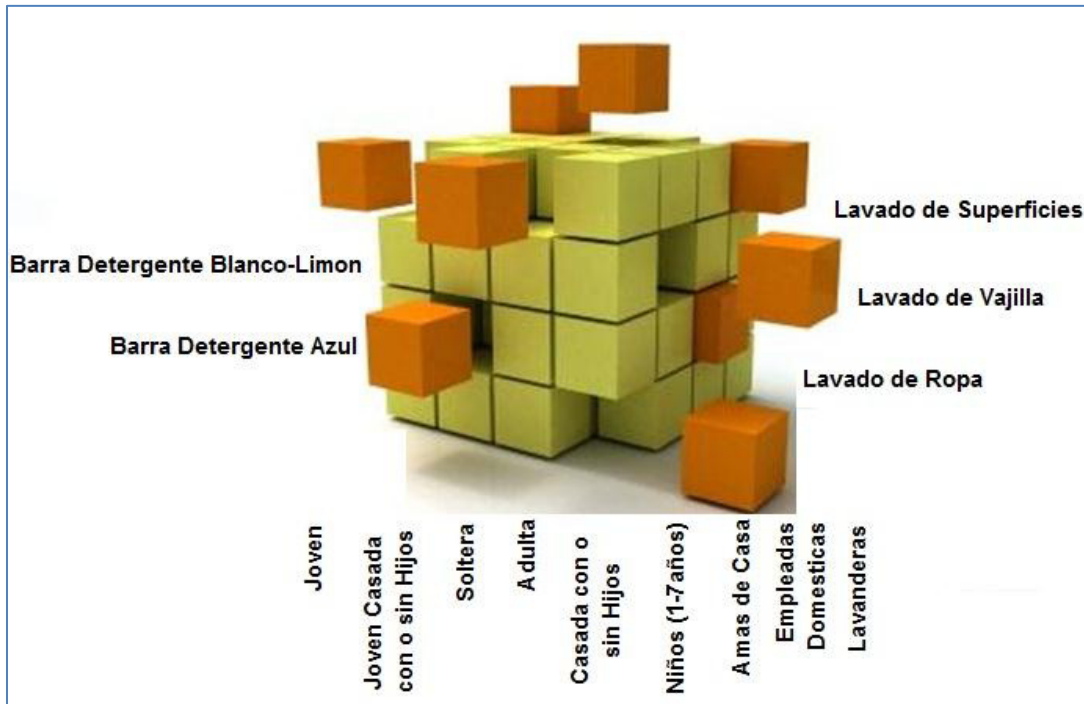 Lavado de Superficies
Barra Detergente Blanco-Limon
Lavado de Vajilla
Barra Detergente Azul
Lavado de Ropa
Joven
Joven Casada
con o sin Hijos
Soltera
Adulta
Casada con o
sin Hijos
Niños (1-7años)
Amas de Casa
Empleadas
Domesticas
Lavanderas